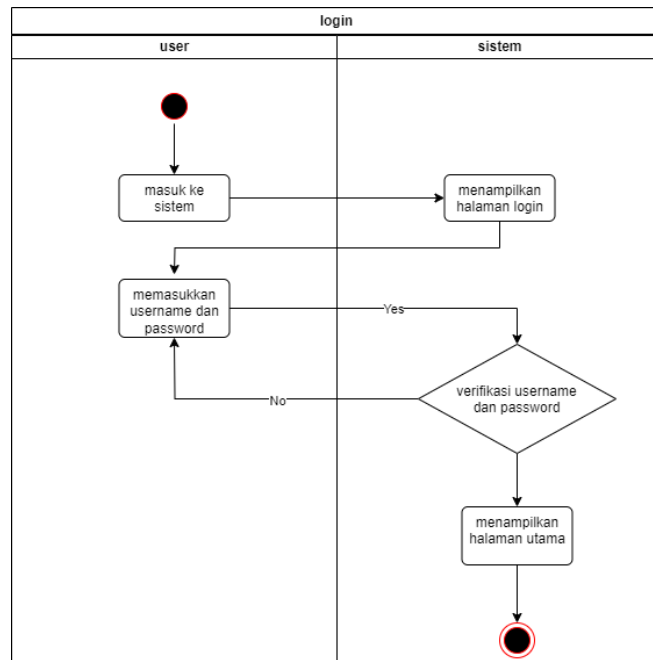 login
user
sistem
masuk ke
sistem
menampilkan
halaman login
memasukkan
username dan
password
Yes
verifikasi username
dan password
No
menampilkan
halaman utama